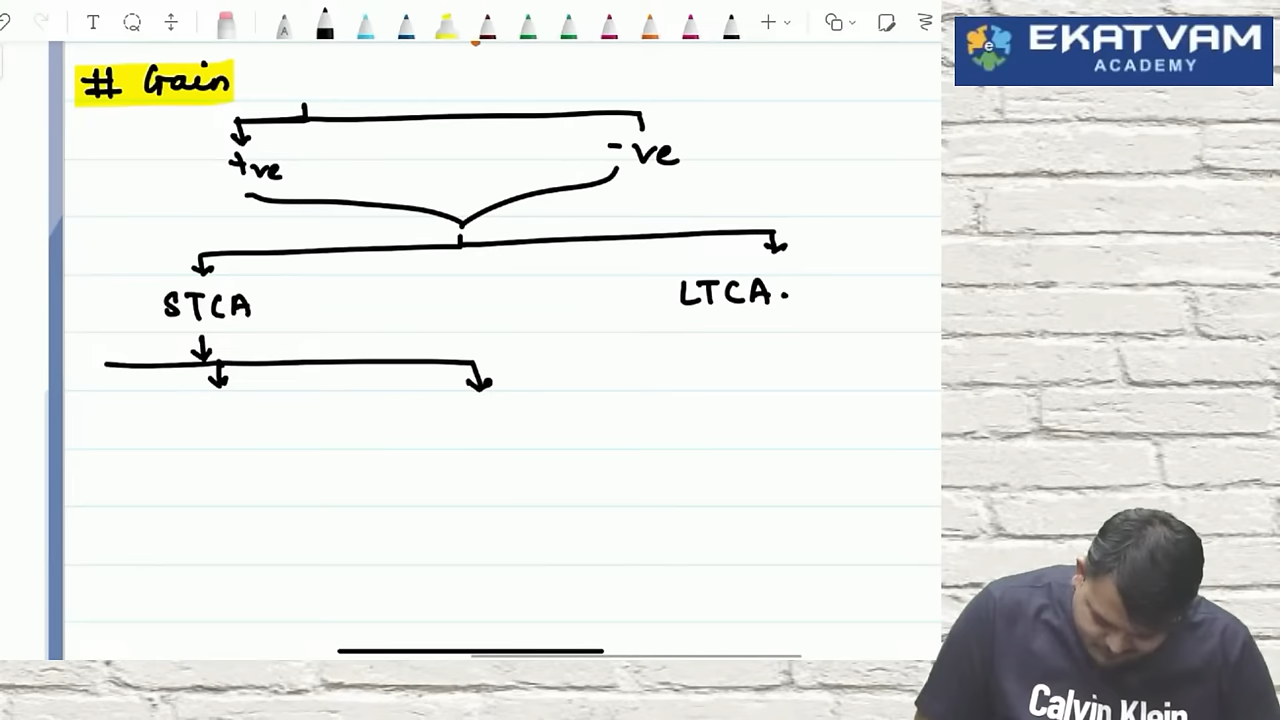 T
A
EKATVAM
ACADEMY
# Gain
+ve
-ve
STCA
LTCA.
Calvin Klein